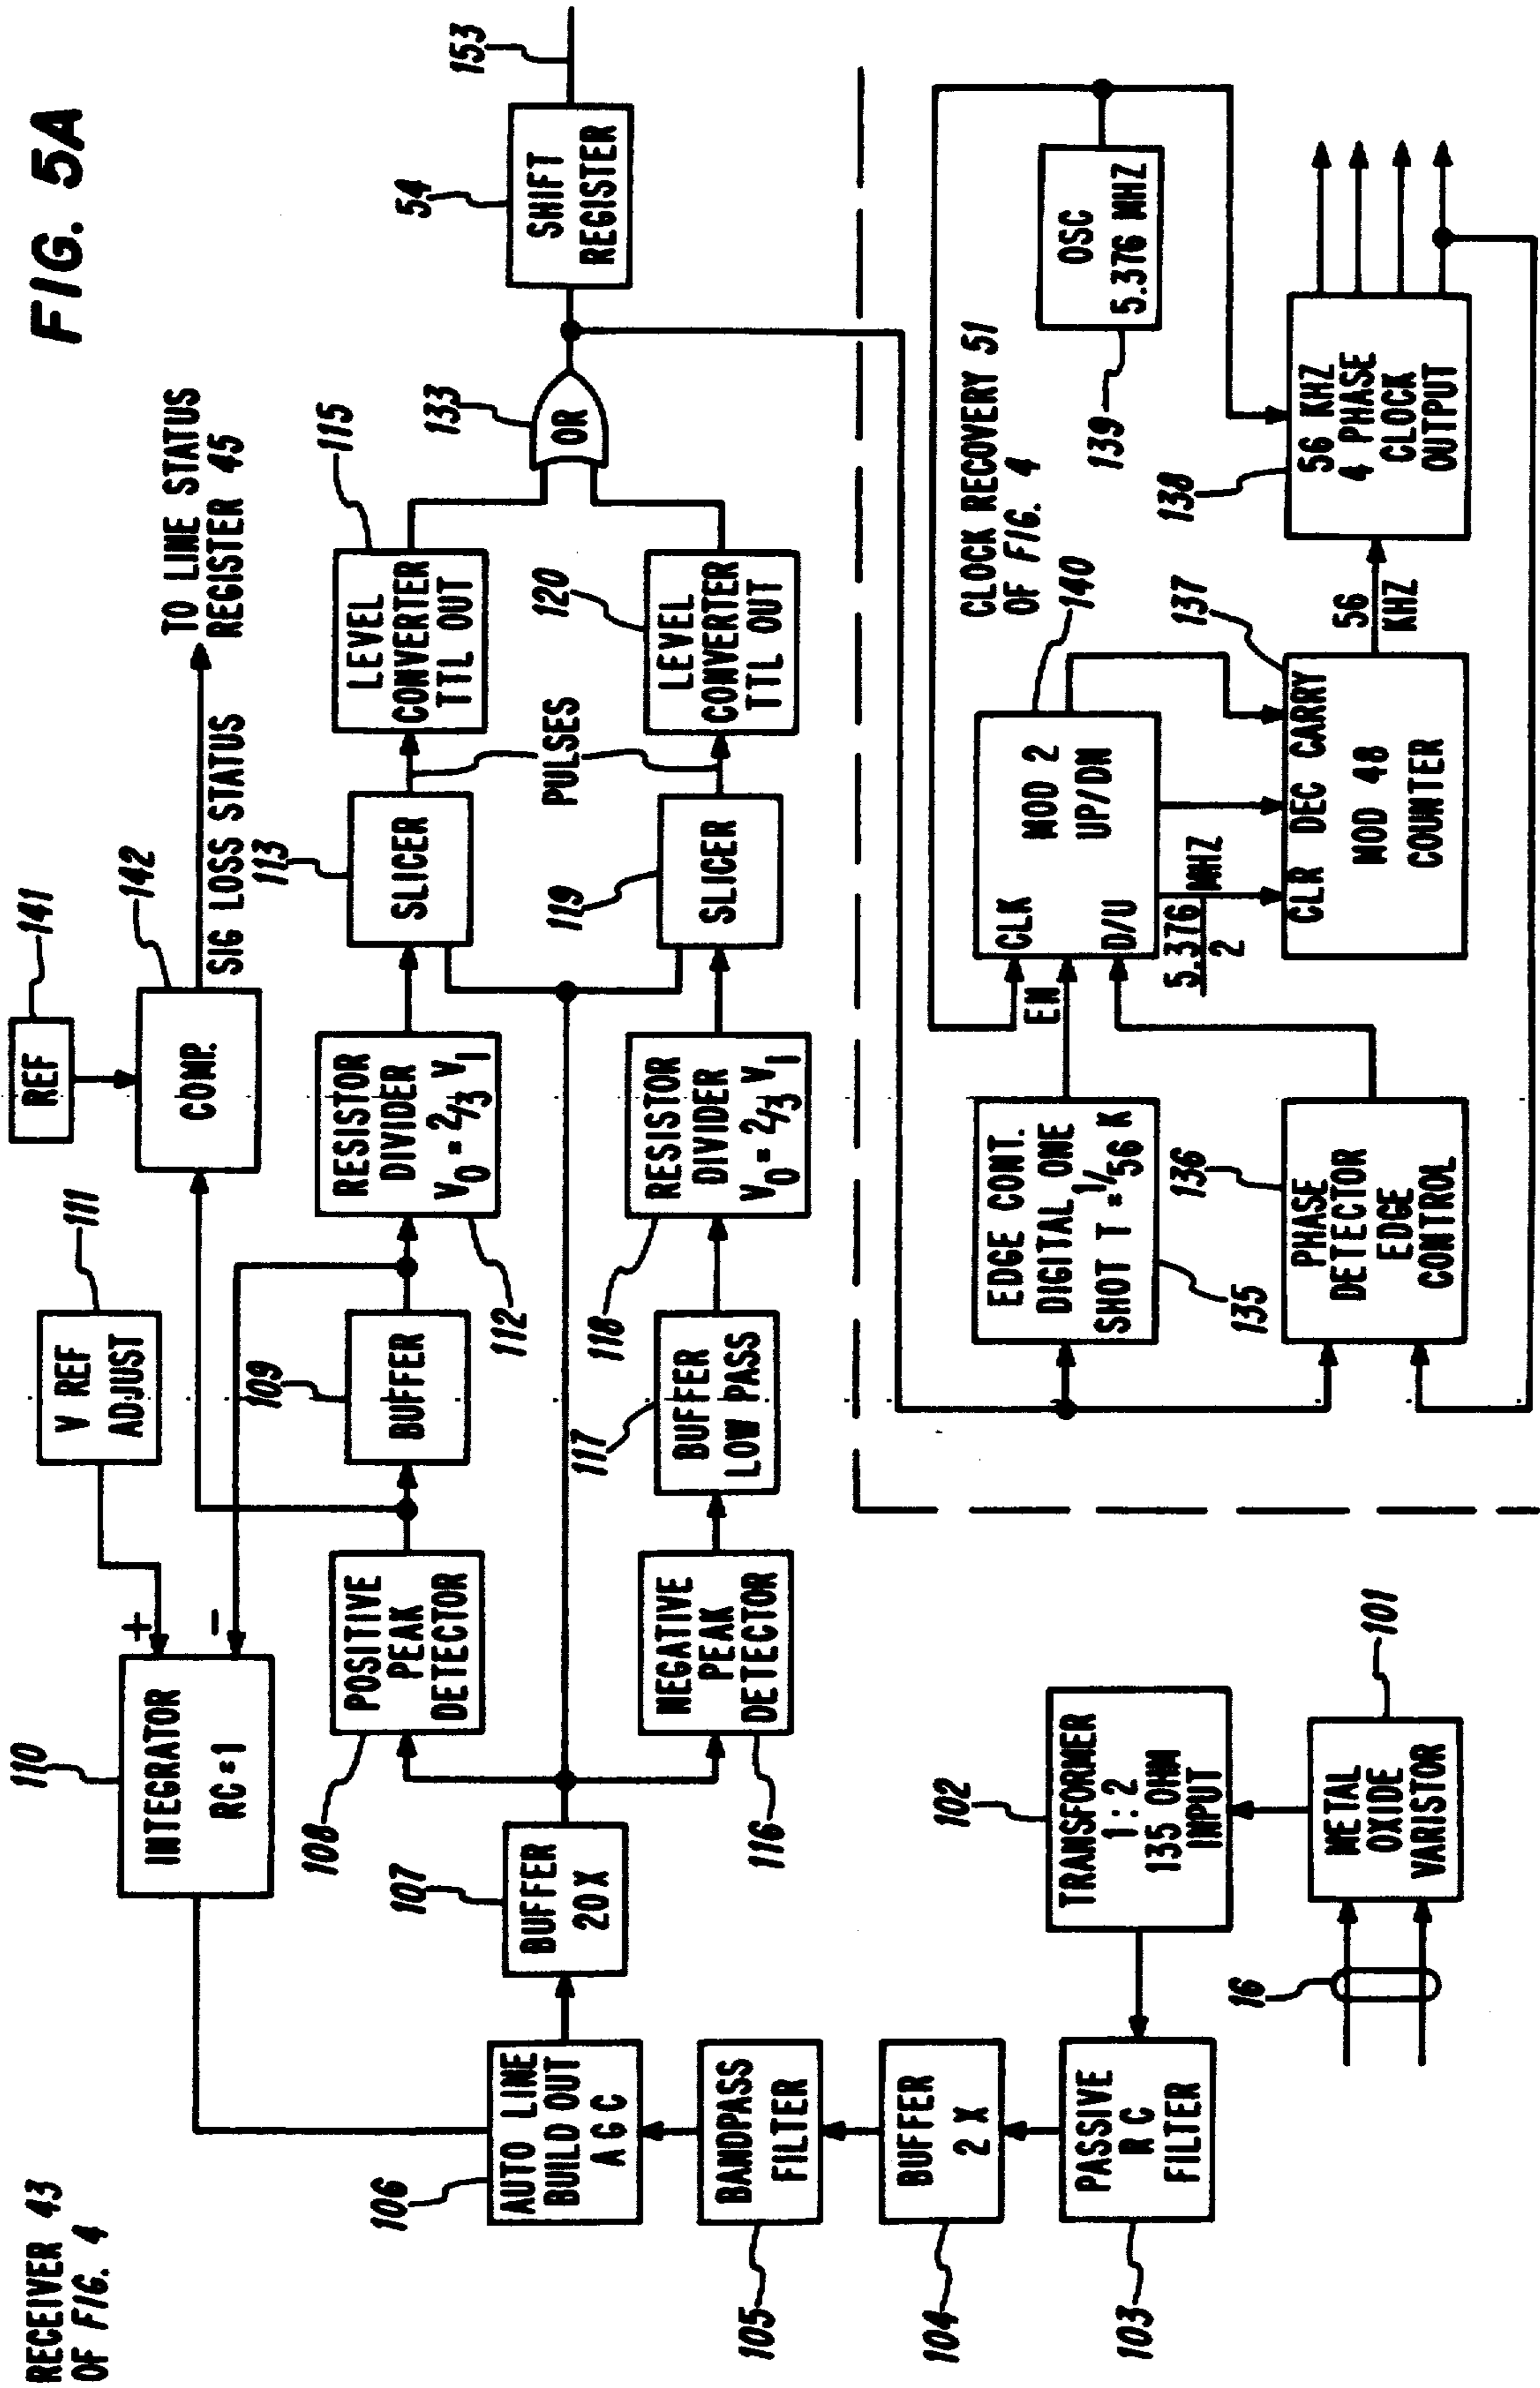 FIG. 5A
RECEIVER 43
OF FIG. 4
110
INTEGRATOR
RC=1
+
-
V REF
ADJUST
111
REF
141
COMP.
142
SIG LOSS STATUS
TO LINE STATUS
REGISTER 45
106
AUTO LINE
BUILD OUT
AGC
107
BUFFER
20X
108
POSITIVE
PEAK
DETECTOR
109
BUFFER
112
RESISTOR
DIVIDER
V0 = 2/3 V1
113
SLICER
PULSES
LEVEL
CONVERTER
TTL OUT
115
133
OR
54
SHIFT
REGISTER
153
116
NEGATIVE
PEAK
DETECTOR
117
BUFFER
LOW PASS
118
RESISTOR
DIVIDER
V0 = 2/3 V1
119
SLICER
120
LEVEL
CONVERTER
TTL OUT
105
BANDPASS
FILTER
104
BUFFER
2X
103
PASSIVE
RC
FILTER
102
TRANSFORMER
1:2
135 OHM
INPUT
METAL
OXIDE
VARISTOR
101
16
CLOCK RECOVERY 51
OF FIG. 4
EDGE CONT.
DIGITAL ONE
SHOT T = 1/56 K
135
136
PHASE
DETECTOR
EDGE
CONTROL
EN
CLK
D/U
MOD 2
UP/DN
140
5.376 MHZ
2
CLR DEC CARRY
MOD 48
COUNTER
137
56
KHZ
138
56 KHZ
4 PHASE
CLOCK
OUTPUT
139
OSC
5.376 MHZ